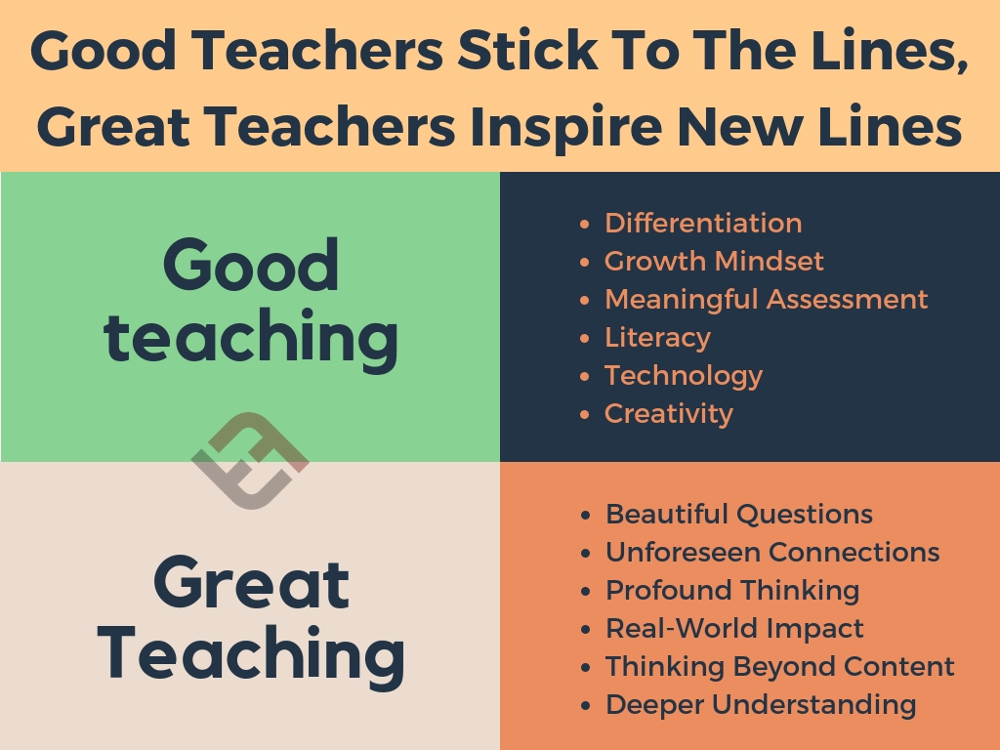 Good Teachers Stick To The Lines,
Great Teachers Inspire New Lines
Good
teaching
• Differentiation
• Growth Mindset
• Meaningful Assessment
• Literacy
• Technology
• Creativity
Great
Teaching
• Beautiful Questions
• Unforeseen Connections
• Profound Thinking
• Real-World Impact
• Thinking Beyond Content
• Deeper Understanding